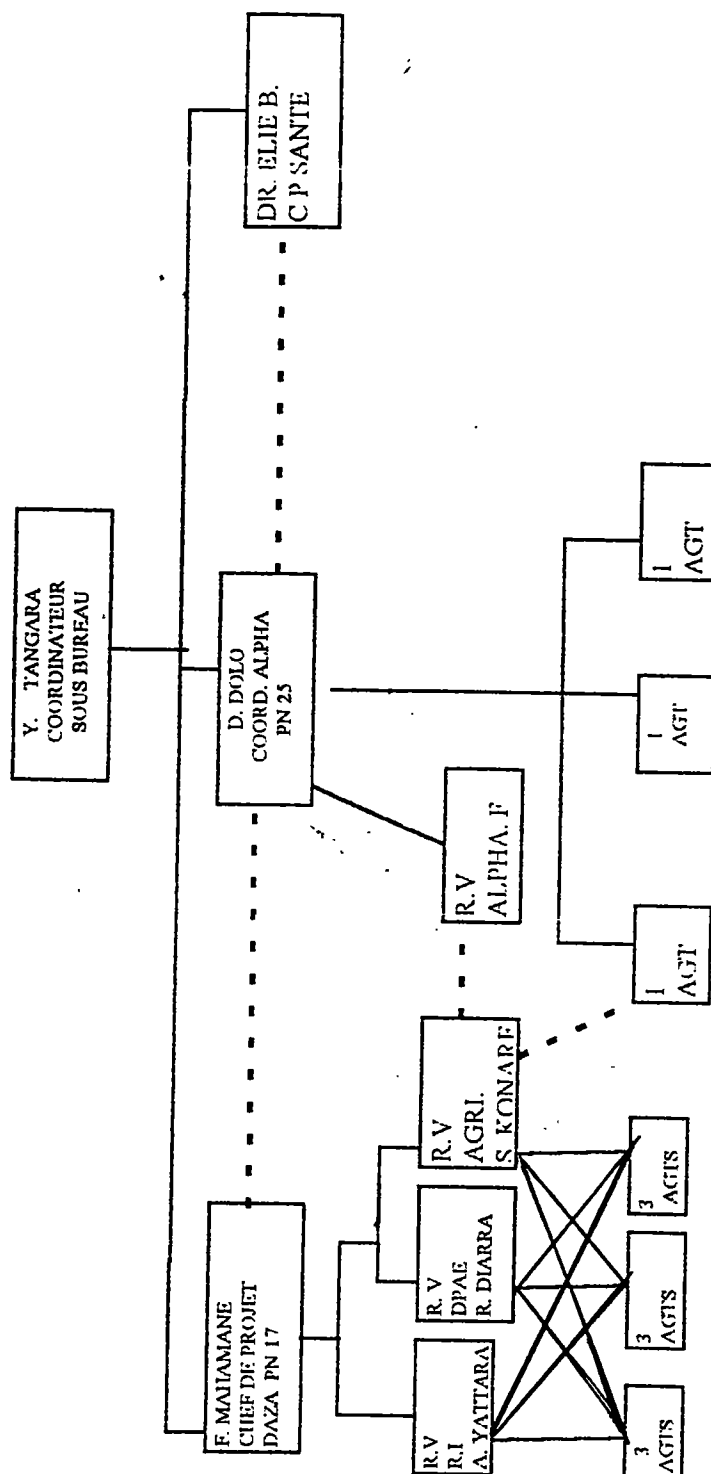 Y. TANGARA
COORDINATEUR
SOUS BUREAU
F. MAHAMANE
CHEF DE PROJET
DAZA PN 17
D. DOLO
COORD. ALPHA
PN 25
DR. ELIE B.
C P SANTE
R.V
R.I
A. YATTARA
R. V
DPAE
R. DIARRA
R. V
AGRI.
S. KONARE
R.V
ALPHA. F
3
AGTS
3
AGTS
3
AGTS
1
AGT
1
AGT
1
AGT